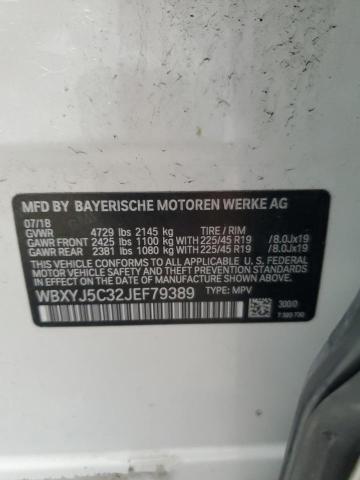 MFD BY BAYERISCHE MOTOREN WERKE AG
07/18
GVWR 4729 lbs 2145 kg TIRE / RIM
GAWR FRONT 2425 lbs 1100 kg WITH 225/45 R19 /8.0Jx19
GAWR REAR 2381 lbs 1080 kg WITH 225/45 R19 /8.0Jx19
THIS VEHICLE CONFORMS TO ALL APPLICABLE U. S. FEDERAL
MOTOR VEHICLE SAFETY STANDARDS IN EFFECT ON THE DATE
OF MANUFACTURE SHOWN ABOVE.
WBXYJ5C32JEF79389 TYPE: MPV 300/0